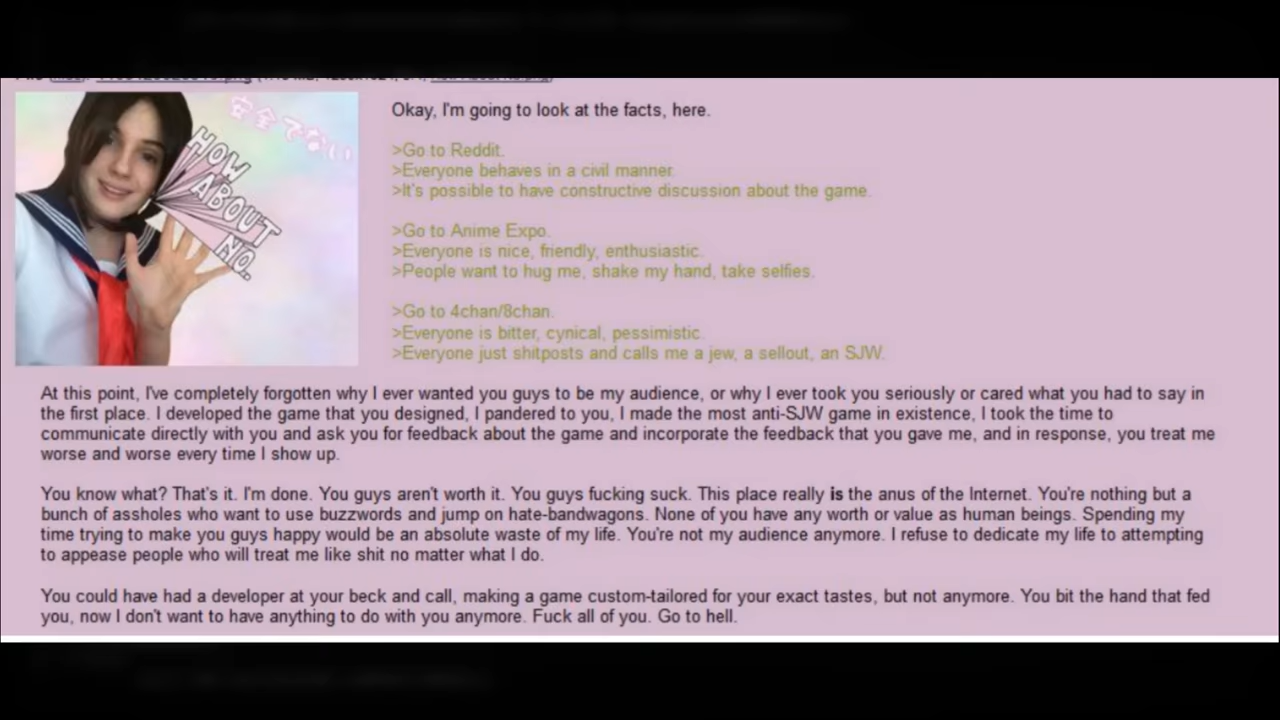 安全でない
HOW
ABOUT
NO.
Okay, I'm going to look at the facts, here.
>Go to Reddit.
>Everyone behaves in a civil manner.
>It's possible to have constructive discussion about the game.
>Go to Anime Expo.
>Everyone is nice, friendly, enthusiastic.
>People want to hug me, shake my hand, take selfies.
>Go to 4chan/8chan.
>Everyone is bitter, cynical, pessimistic.
>Everyone just shitposts and calls me a jew, a sellout, an SJW.
At this point, I've completely forgotten why I ever wanted you guys to be my audience, or why I ever took you seriously or cared what you had to say in
the first place. I developed the game that you designed, I pandered to you, I made the most anti-SJW game in existence, I took the time to
communicate directly with you and ask you for feedback about the game and incorporate the feedback that you gave me, and in response, you treat me
worse and worse every time I show up.
You know what? That's it. I'm done. You guys aren't worth it. You guys fucking suck. This place really is the anus of the Internet. You're nothing but a
bunch of assholes who want to use buzzwords and jump on hate-bandwagons. None of you have any worth or value as human beings. Spending my
time trying to make you guys happy would be an absolute waste of my life. You're not my audience anymore. I refuse to dedicate my life to attempting
to appease people who will treat me like shit no matter what I do.
You could have had a developer at your beck and call, making a game custom-tailored for your exact tastes, but not anymore. You bit the hand that fed
you, now I don't want to have anything to do with you anymore. Fuck all of you. Go to hell.